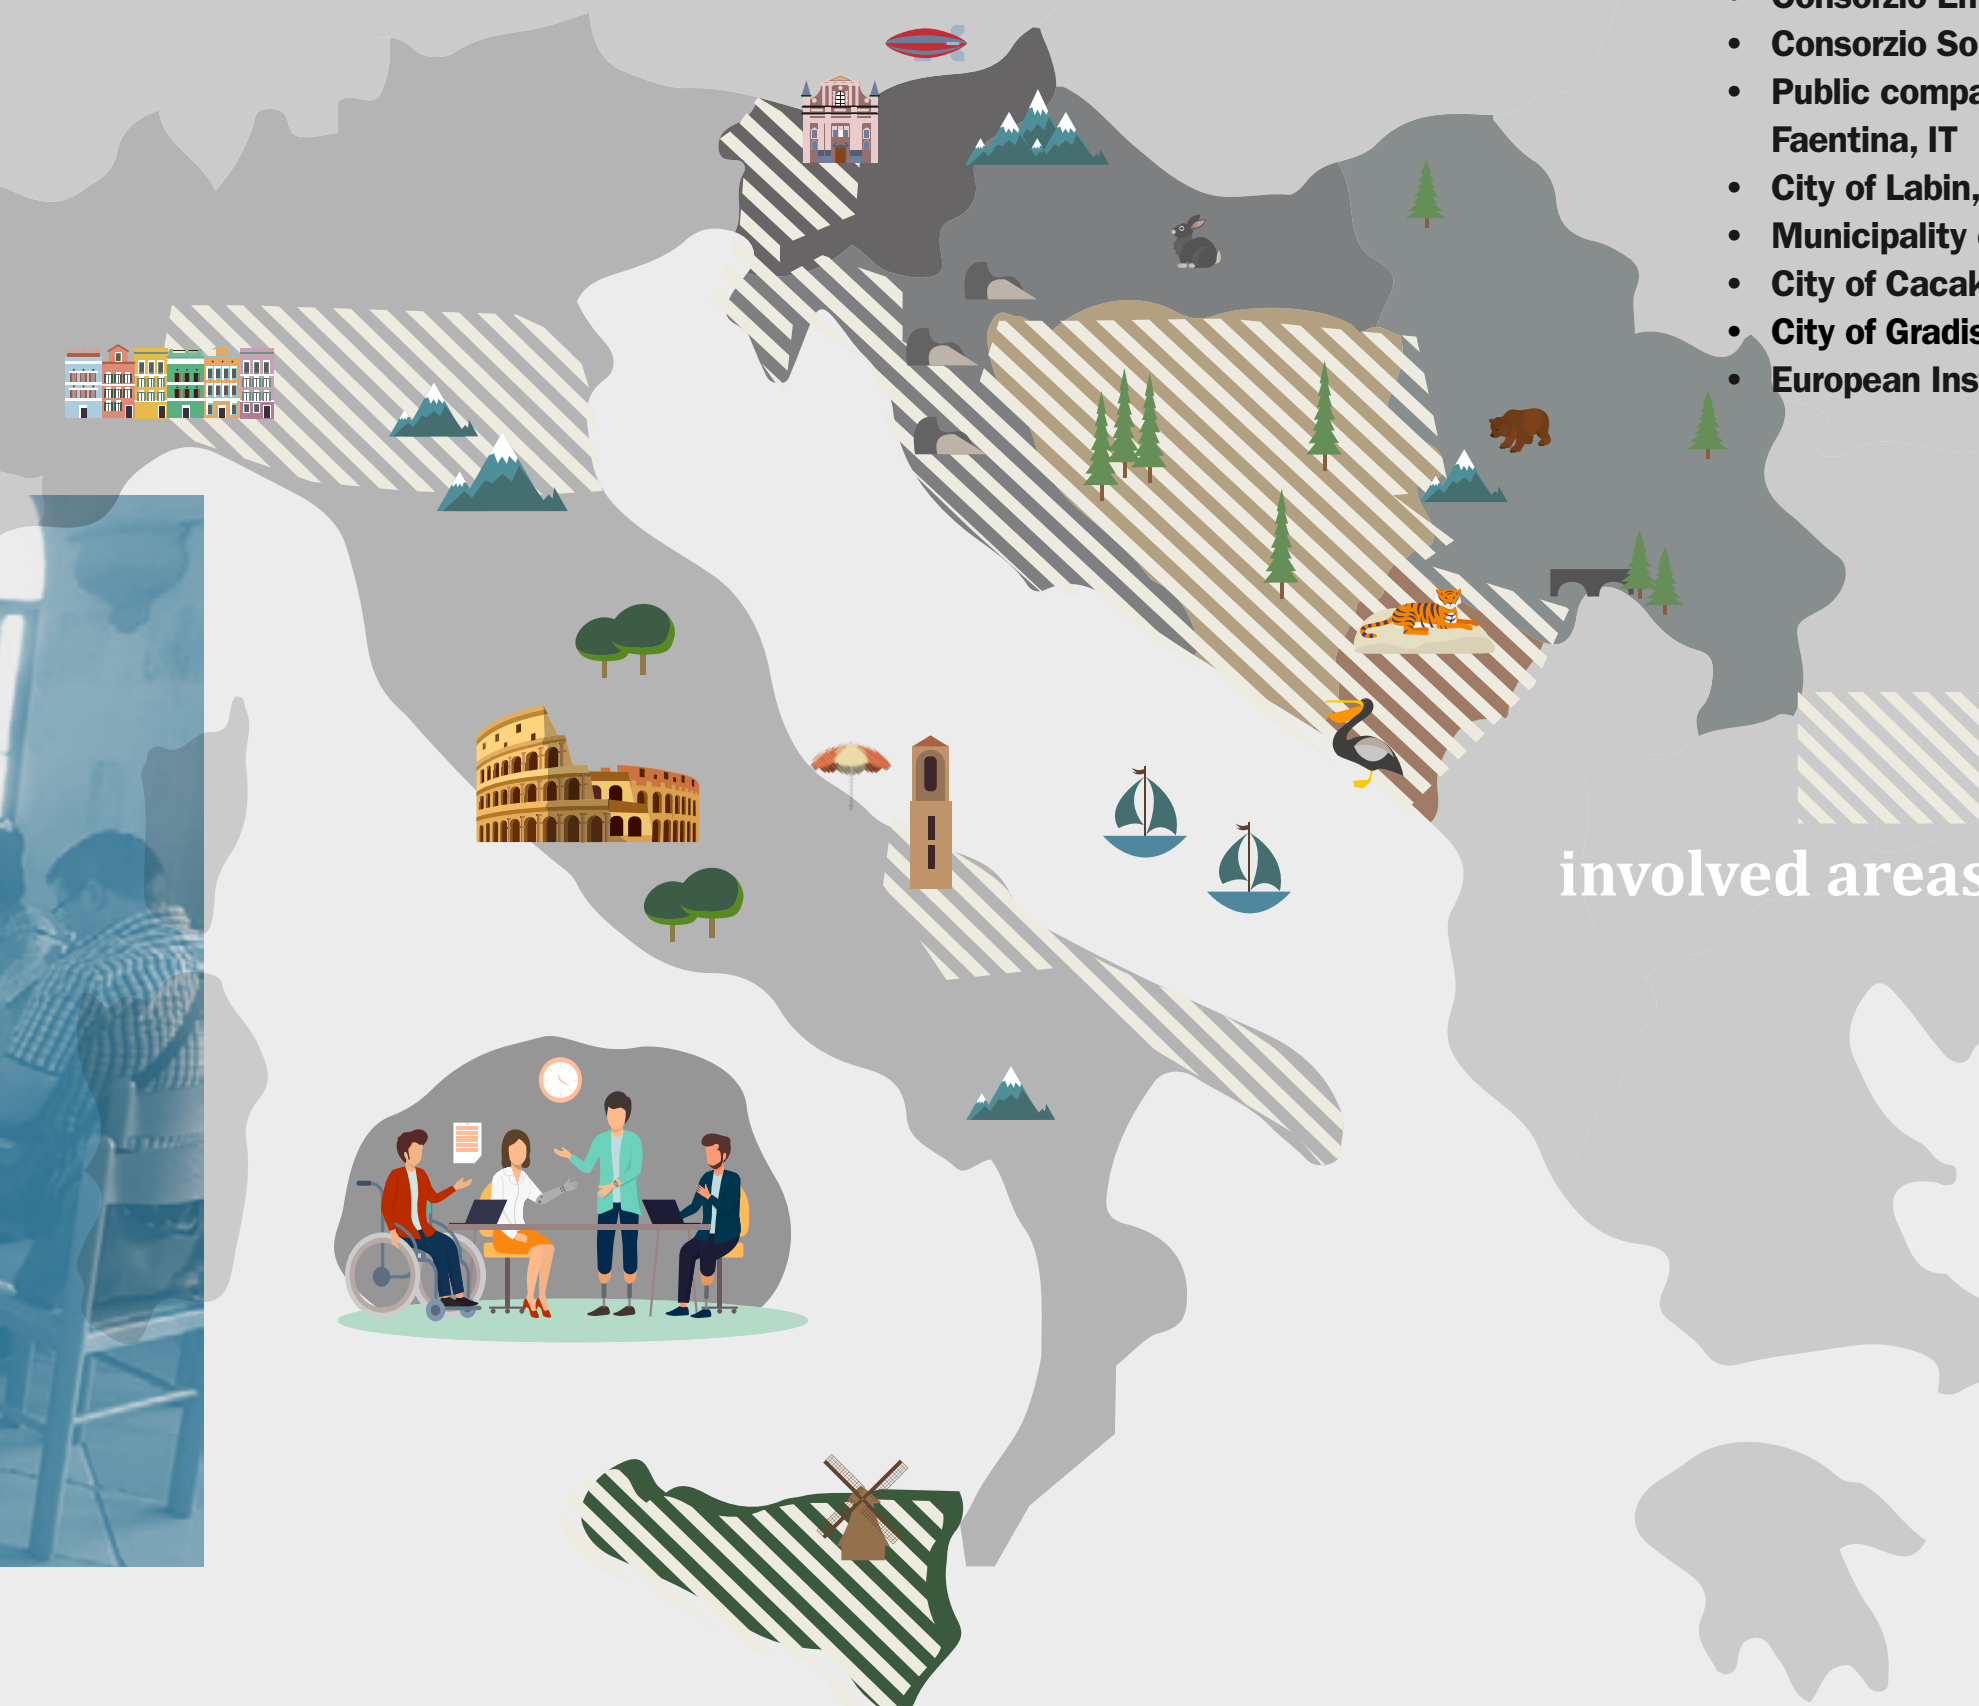 • Consorzio
• Consorzio So
• Public compa
Faentina, IT
• City of Labin,
• Municipality
• City of Cacak
• City of Gradis
• European Ins
involved areas